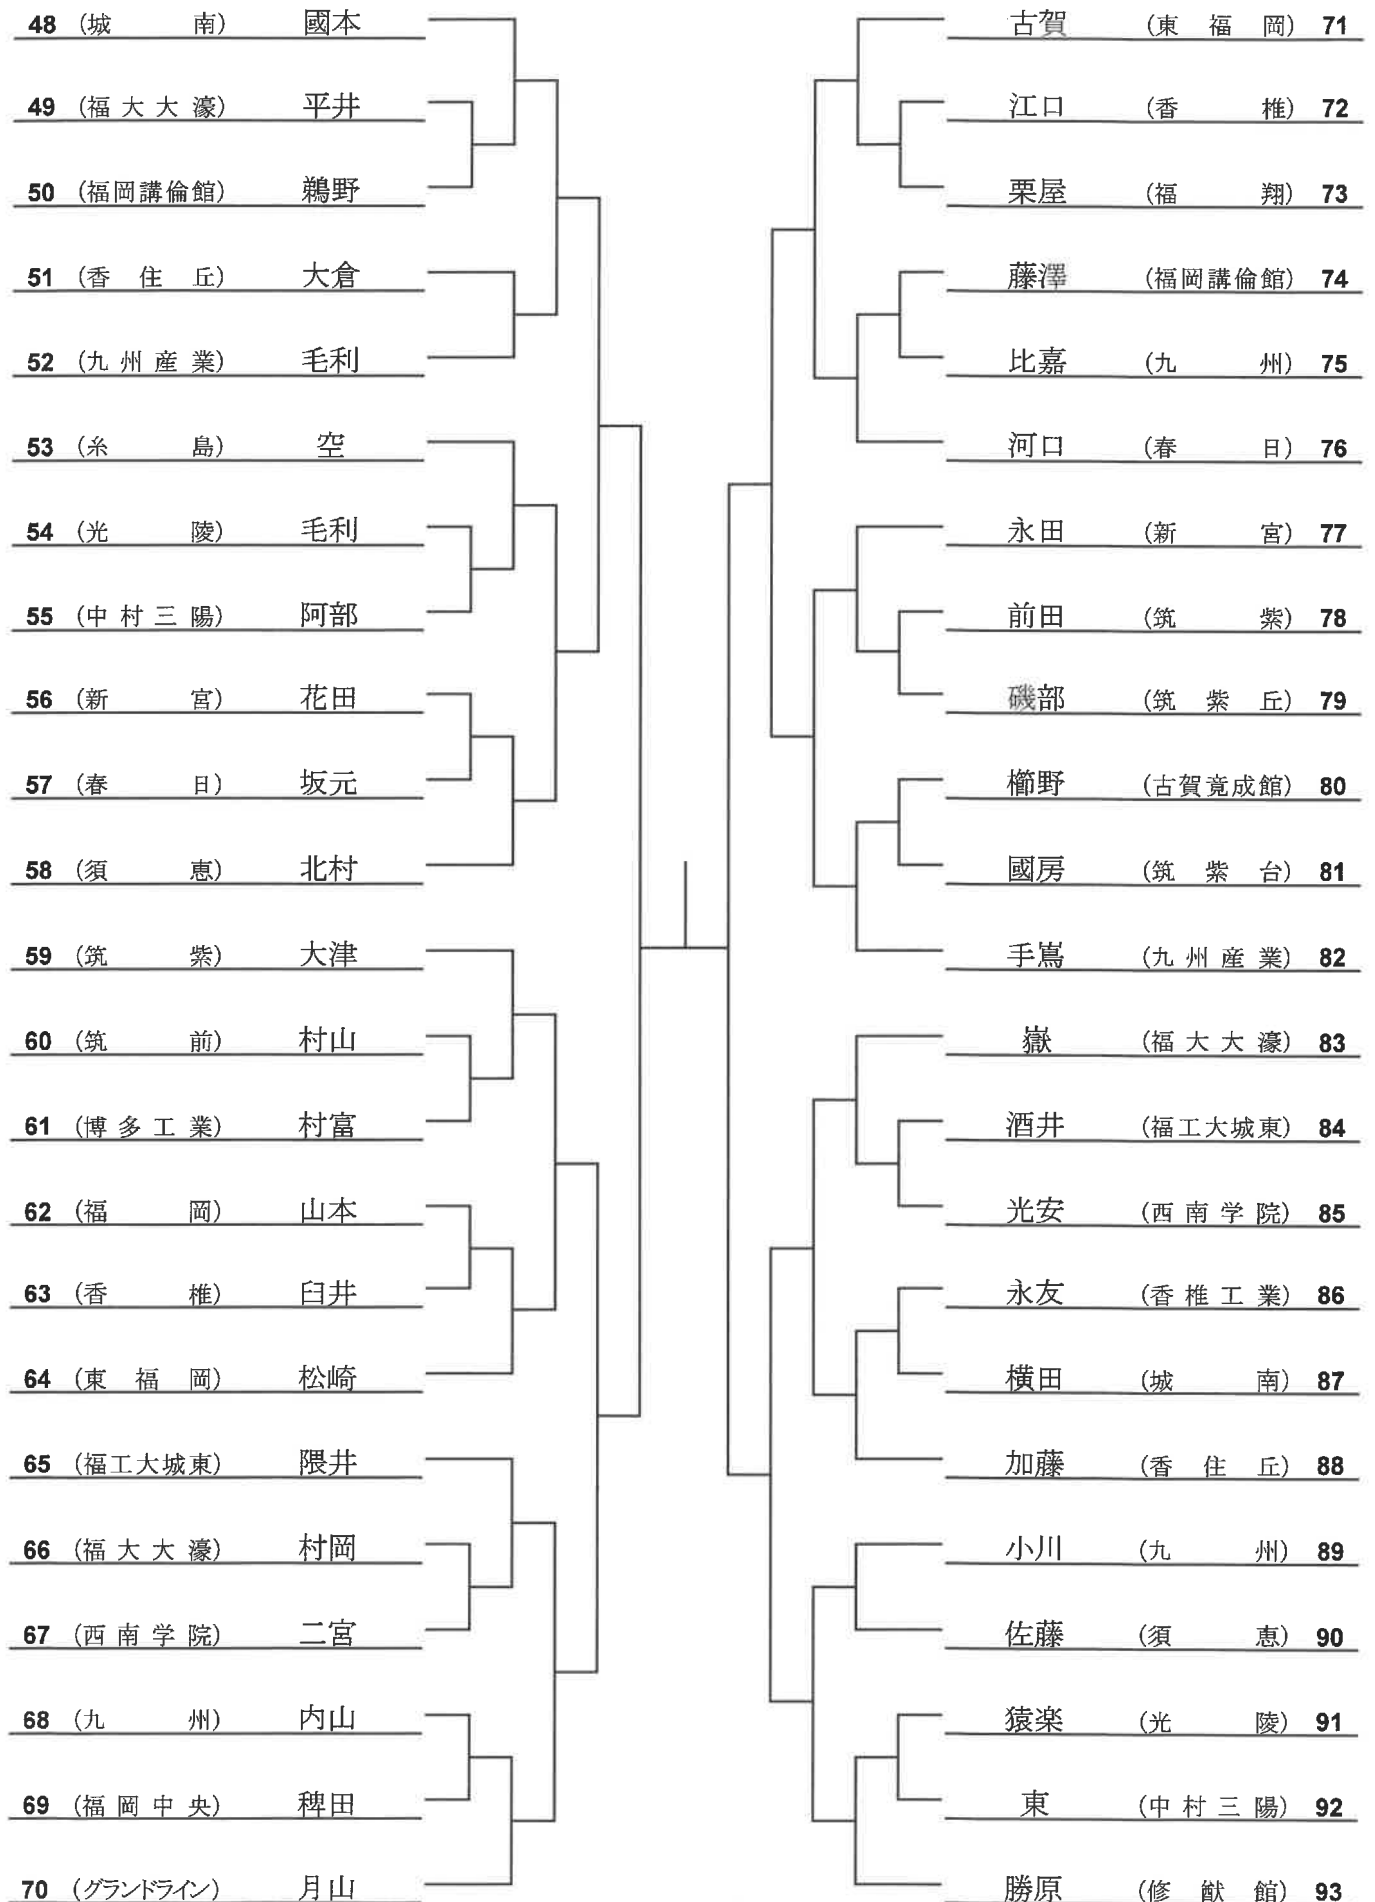 48 (城南) 國本
49 (福大大濠) 平井
50 (福岡講倫館) 鵜野
51 (香住丘) 大倉
52 (九州産業) 毛利
53 (糸島) 空
54 (光陵) 毛利
55 (中村三陽) 阿部
56 (新宮) 花田
57 (春日) 坂元
58 (須恵) 北村
59 (筑紫) 大津
60 (筑前) 村山
61 (博多工業) 村富
62 (福岡) 山本
63 (香椎) 臼井
64 (東福岡) 松崎
65 (福工大城東) 隈井
66 (福大大濠) 村岡
67 (西南学院) 二宮
68 (九州) 内山
69 (福岡中央) 稗田
70 (グランドライン) 月山
古賀 (東福岡) 71
江口 (香椎) 72
栗屋 (福翔) 73
藤澤 (福岡講倫館) 74
比嘉 (九州) 75
河口 (春日) 76
永田 (新宮) 77
前田 (筑紫) 78
磯部 (筑紫丘) 79
櫛野 (古賀竟成館) 80
國房 (筑紫台) 81
手嶌 (九州産業) 82
嶽 (福大大濠) 83
酒井 (福工大城東) 84
光安 (西南学院) 85
永友 (香椎工業) 86
横田 (城南) 87
加藤 (香住丘) 88
小川 (九州) 89
佐藤 (須恵) 90
猿楽 (光陵) 91
東 (中村三陽) 92
勝原 (修猷館) 93